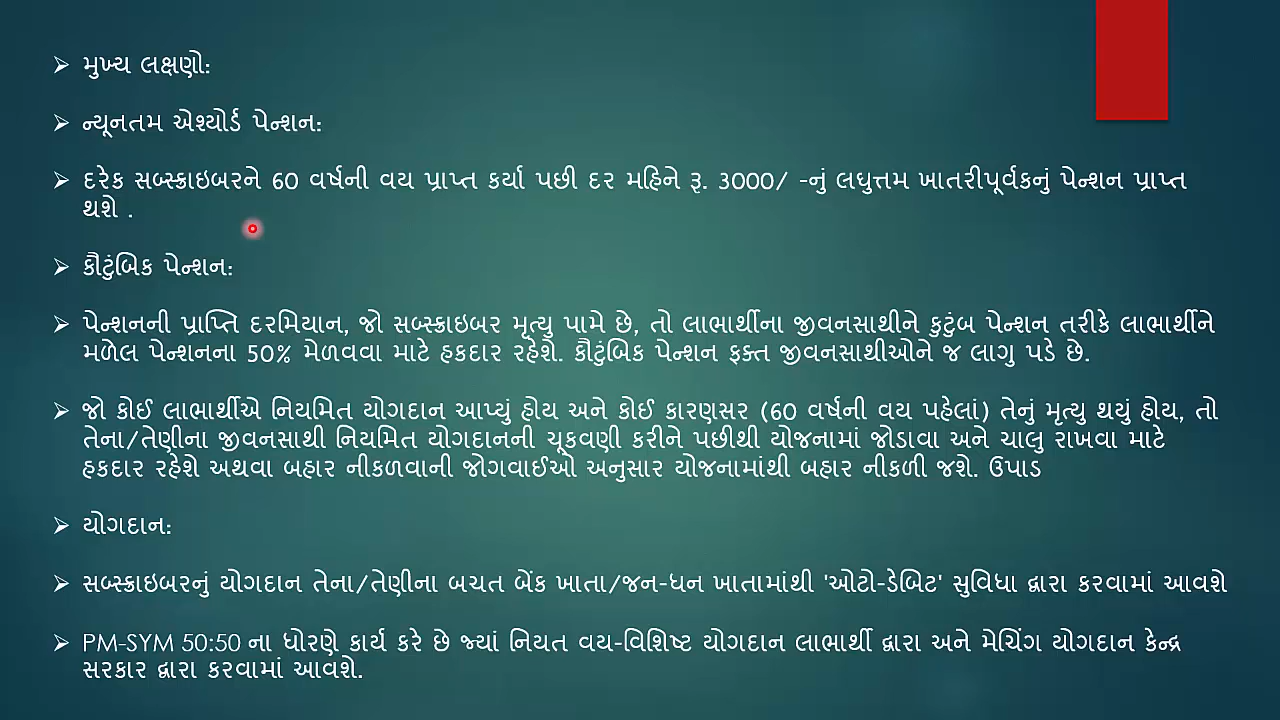 મુખ્ય લક્ષણો:
ન્યૂનતમ એશ્યોર્ડ પેન્શન:
દરેક સબ્સ્ક્રાઇબરને 60 વર્ષની વય પ્રાપ્ત કર્યા પછી દર મહિને રૂ. 3000/ -નું લઘુત્તમ ખાતરીપૂર્વકનું પેન્શન પ્રાપ્ત
થશે .
કૌટુંબિક પેન્શન:
પેન્શનની પ્રાપ્તિ દરમિયાન, જો સબ્સ્ક્રાઇબર મૃત્યુ પામે છે, તો લાભાર્થીના જીવનસાથીને કુટુંબ પેન્શન તરીકે લાભાર્થીને
મળેલ પેન્શનના 50% મેળવવા માટે હકદાર રહેશે. કૌટુંબિક પેન્શન ફક્ત જીવનસાથીઓને જ લાગુ પડે છે.
જો કોઈ લાભાર્થીએ નિયમિત યોગદાન આપ્યું હોય અને કોઈ કારણસર (60 વર્ષની વય પહેલાં) તેનું મૃત્યુ થયું હોય, તો
તેના/તેણીના જીવનસાથી નિયમિત યોગદાનની ચૂકવણી કરીને પછીથી યોજનામાં જોડાવા અને ચાલુ રાખવા માટે
હકદાર રહેશે અથવા બહાર નીકળવાની જોગવાઈઓ અનુસાર યોજનામાંથી બહાર નીકળી જશે. ઉપાડ
યોગદાન:
સબ્સ્ક્રાઇબરનું યોગદાન તેના/તેણીના બચત બેંક ખાતા/જન-ધન ખાતામાંથી 'ઓટો-ડેબિટ' સુવિધા દ્વારા કરવામાં આવશે
PM-SYM 50:50 ના ધોરણે કાર્ય કરે છે જ્યાં નિયત વય-વિશિષ્ટ યોગદાન લાભાર્થી દ્વારા અને મેચિંગ યોગદાન કેન્દ્ર
સરકાર દ્વારા કરવામાં આવશે.